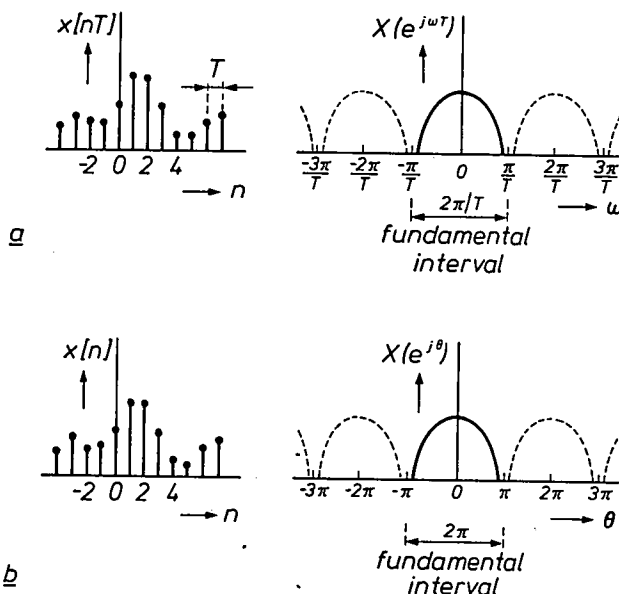 x[nT]
T
-2 0 2 4
n
a
X(e^{jωT})
-3π/T -2π/T -π/T 0 π/T 2π/T 3π/T
2π/T
ω
fundamental
interval
x[n]
-2 0 2 4
n
b
X(e^{jθ})
-3π -2π -π 0 π 2π 3π
2π
θ
fundamental
interval